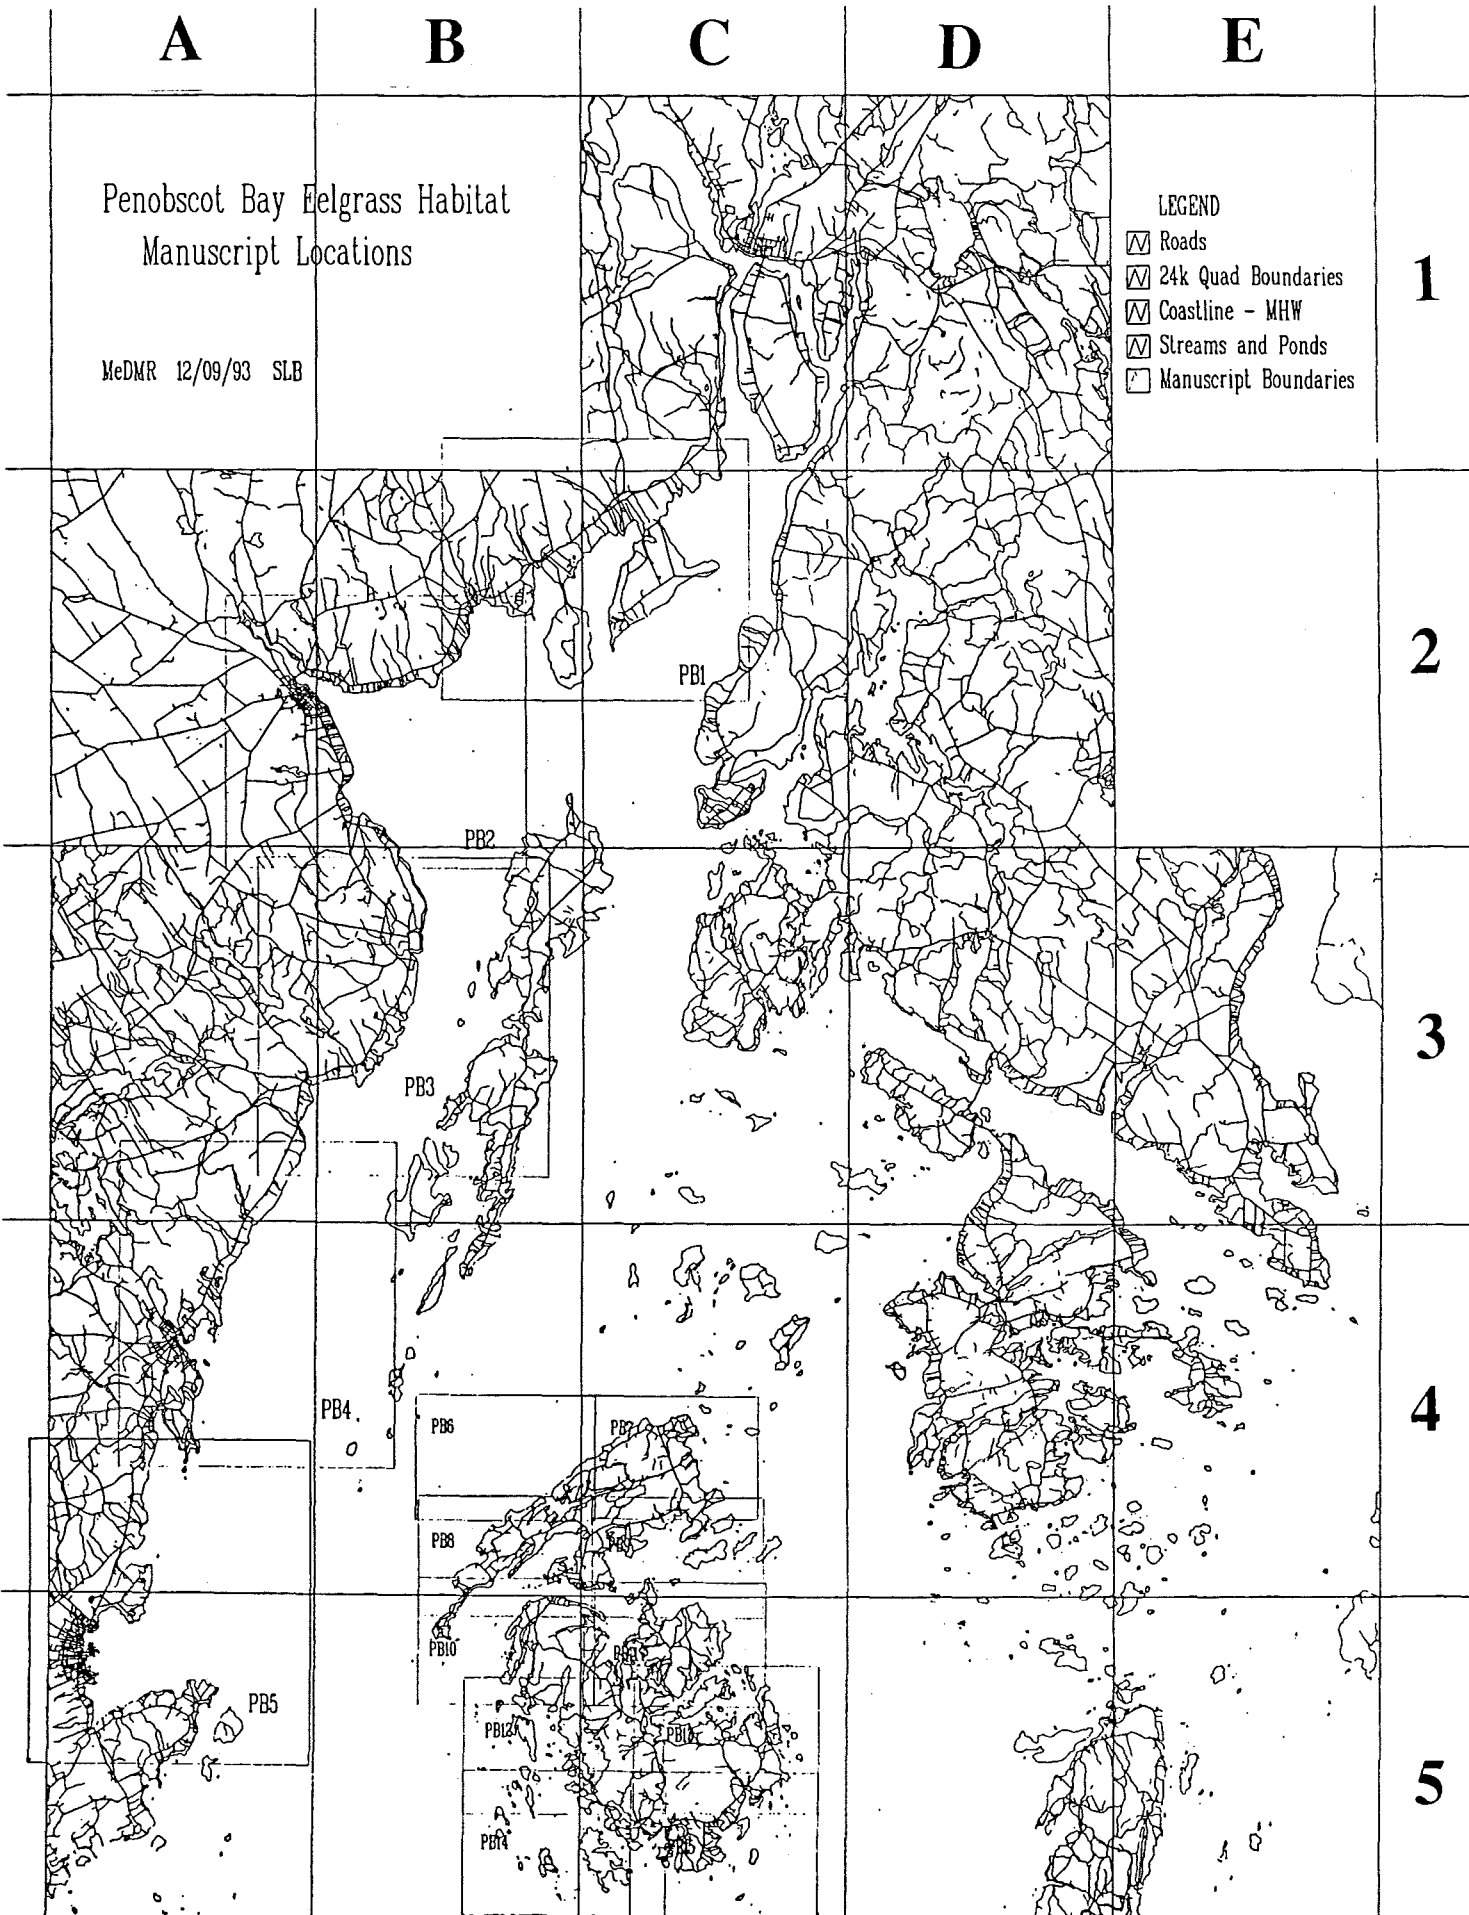 A B C D E
Penobscot Bay Eelgrass Habitat
Manuscript Locations
MeDMR 12/09/93 SLB
LEGEND
Roads
24k Quad Boundaries
Coastline - MHW
Streams and Ponds
Manuscript Boundaries
1
2
PB1
PB2
3
PB3
4
PB4
PB6
PB8
PB10
PB5
PB12
PB14
5